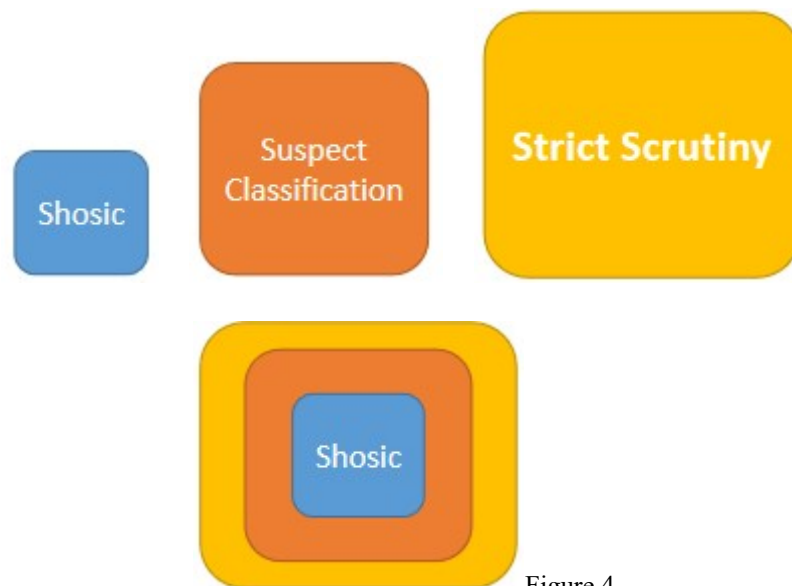 Shosic
Suspect
Classification
Strict Scrutiny
Shosic
Figure 4